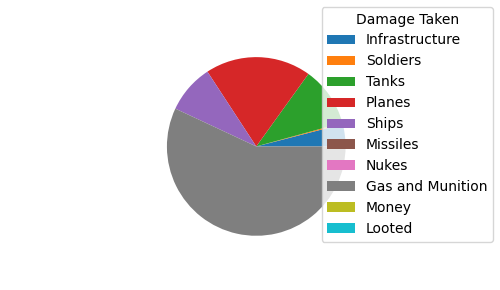 Damage Taken
Infrastructure
Soldiers
Tanks
Planes
Ships
Missiles
Nukes
Gas and Munition
Money
Looted